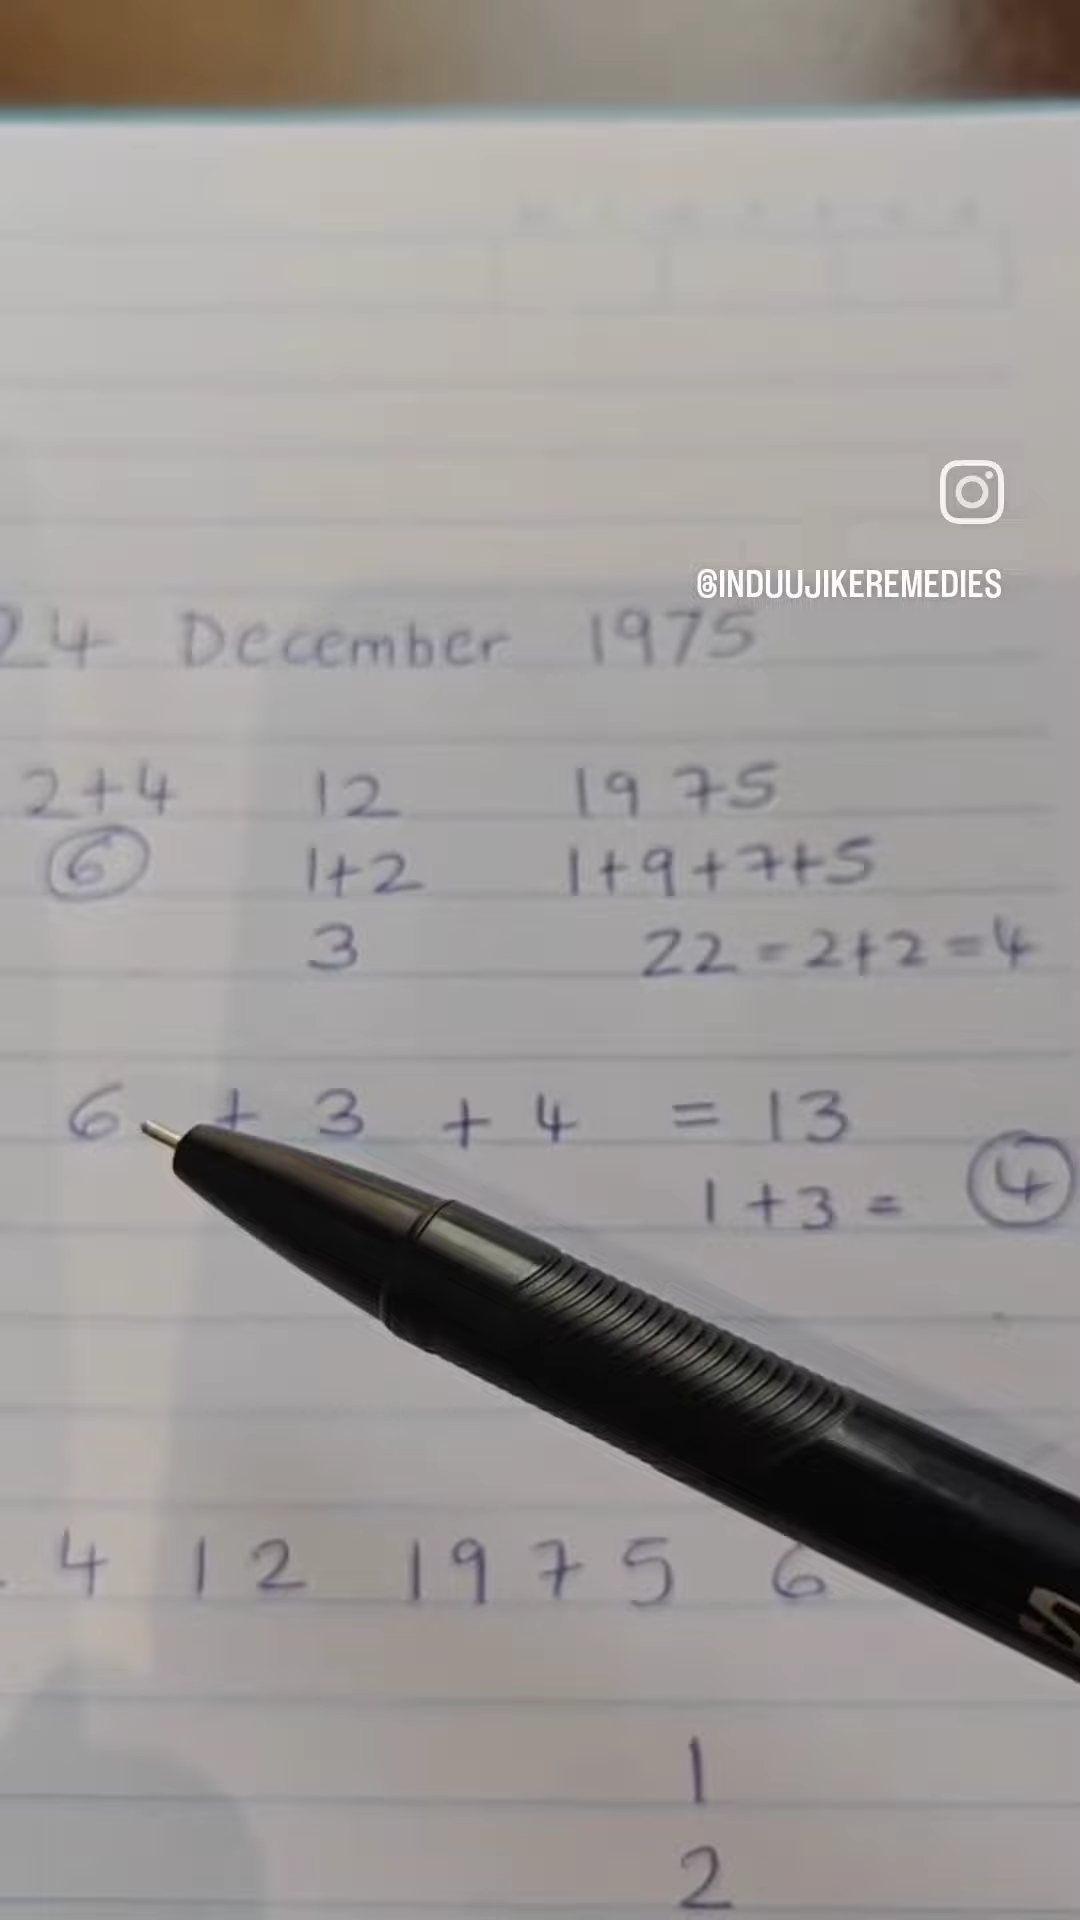 @INDUUJIKEREMEDIES
24 December 1975
2+4 12 1975
6 1+2 1+9+7+5
3 22 = 2+2 = 4
6 + 3 + 4 = 13
1+3 = 4
4 12 1975 6
1
2